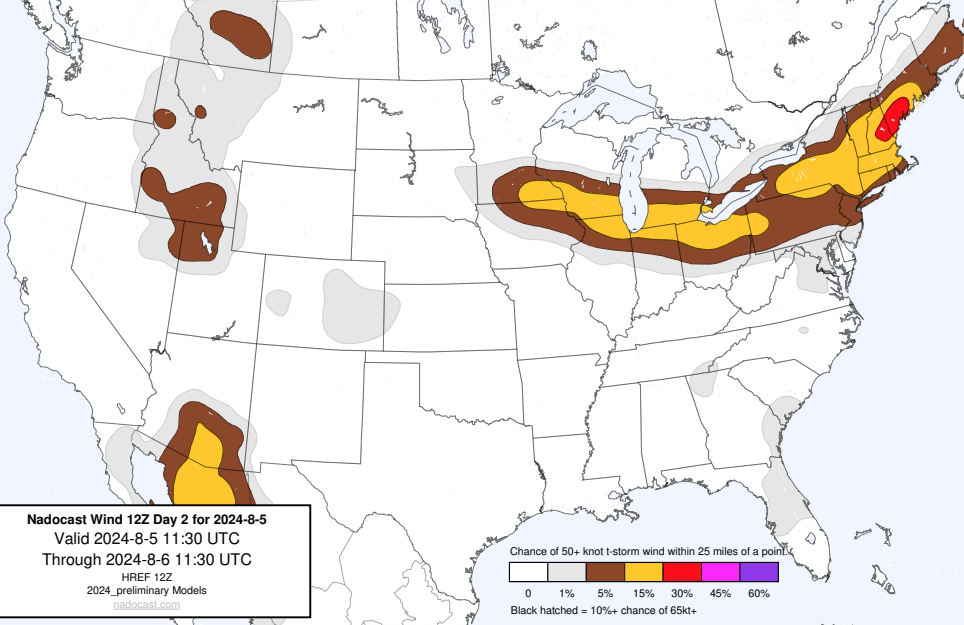 Nadocast Wind 12Z Day 2 for 2024-8-5
Valid 2024-8-5 11:30 UTC
Through 2024-8-6 11:30 UTC
HREF 12Z
2024_preliminary Models
nadocast.com
Chance of 50+ knot t-storm wind within 25 miles of a point.
0 1% 5% 15% 30% 45% 60%
Black hatched = 10%+ chance of 65kt+